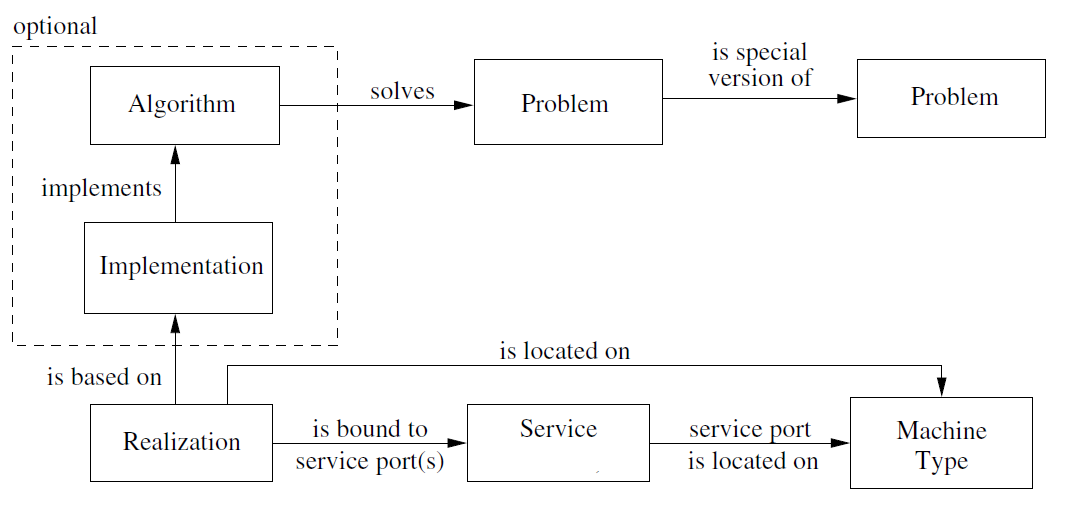 optional
Algorithm
solves
Problem
is special
version of
Problem
implements
Implementation
is based on
is located on
Realization
is bound to
service port(s)
Service
service port
is located on
Machine
Type